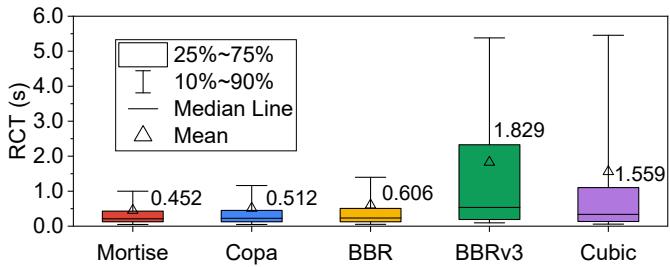 RCT (s)
6.0
5.0
4.0
3.0
2.0
1.0
0.0
25%~75%
10%~90%
Median Line
Mean
0.452
0.512
0.606
1.829
1.559
Mortise
Copa
BBR
BBRv3
Cubic